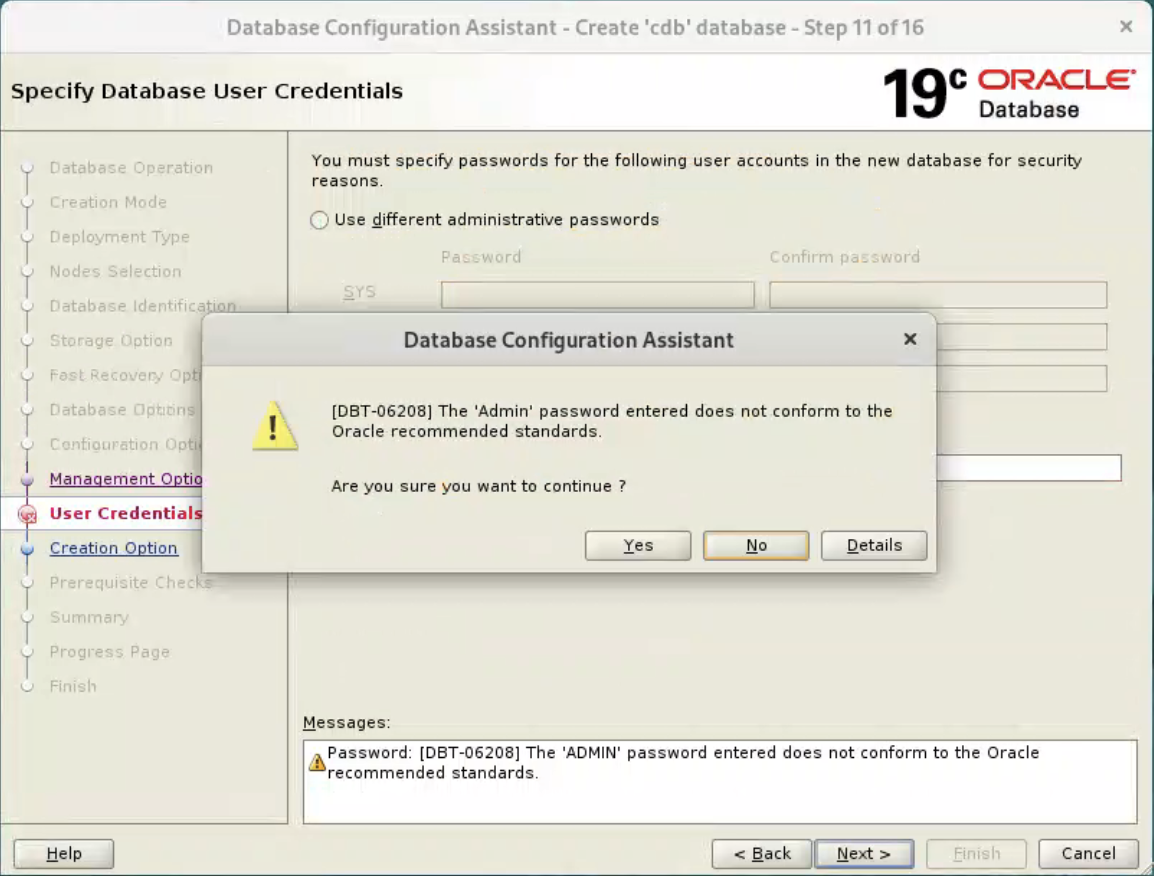 Database Configuration Assistant - Create 'cdb' database - Step 11 of 16
Specify Database User Credentials
19c ORACLE
Database
Database Operation
Creation Mode
Deployment Type
Nodes Selection
Database Identification
Storage Option
Fast Recovery Opti
Database Options
Configuration Opti
Management Optio
User Credentials
Creation Option
Prerequisite Checks
Summary
Progress Page
Finish
You must specify passwords for the following user accounts in the new database for security
reasons.
Use different administrative passwords
Password Confirm password
SYS
Database Configuration Assistant
[DBT-06208] The 'Admin' password entered does not conform to the
Oracle recommended standards.
Are you sure you want to continue ?
Yes No Details
Messages:
Password: [DBT-06208] The 'ADMIN' password entered does not conform to the Oracle
recommended standards.
Help < Back Next > Finish Cancel